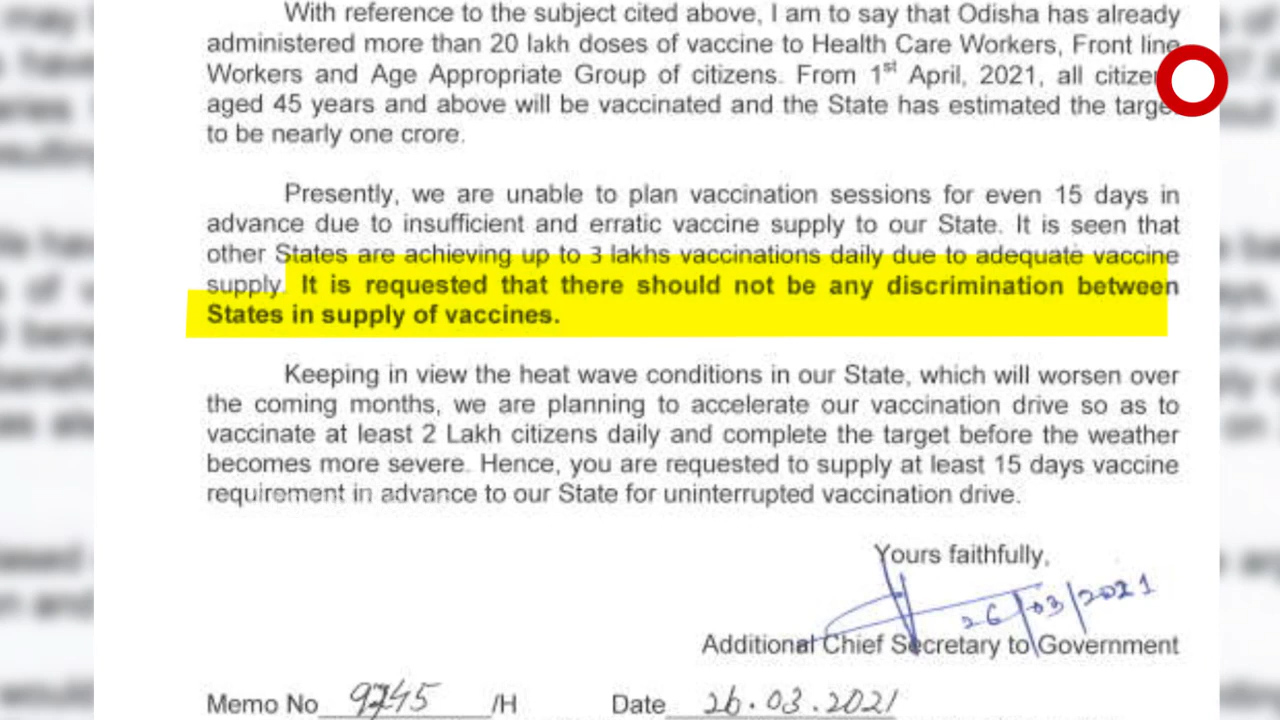 With reference to the subject cited above, I am to say that Odisha has already
administered more than 20 lakh doses of vaccine to Health Care Workers, Front line
Workers and Age Appropriate Group of citizens. From 1st April, 2021, all
aged 45 years and above will be vaccinated and the State has estimated the
to be nearly one crore.
Presently, we are unable to plan vaccination sessions for even 15 days in
advance due to insufficient and erratic vaccine supply to our State. It is seen that
other States are achieving up to 3 lakhs vaccinations daily due to adequate vaccine
supply. It is requested that there should not be any discrimination between
States in supply of vaccines.
Keeping in view the heat wave conditions in our State, which will worsen over
the coming months, we are planning to accelerate our vaccination drive so as to
vaccinate at least 2 Lakh citizens daily and complete the target before the weather
becomes more severe. Hence, you are requested to supply at least 15 days vaccine
requirement in advance to our State for uninterrupted vaccination drive.
Yours faithfully,
26/03/2021
Additional Chief Secretary to Government
Memo No /H Date 26.03.2021